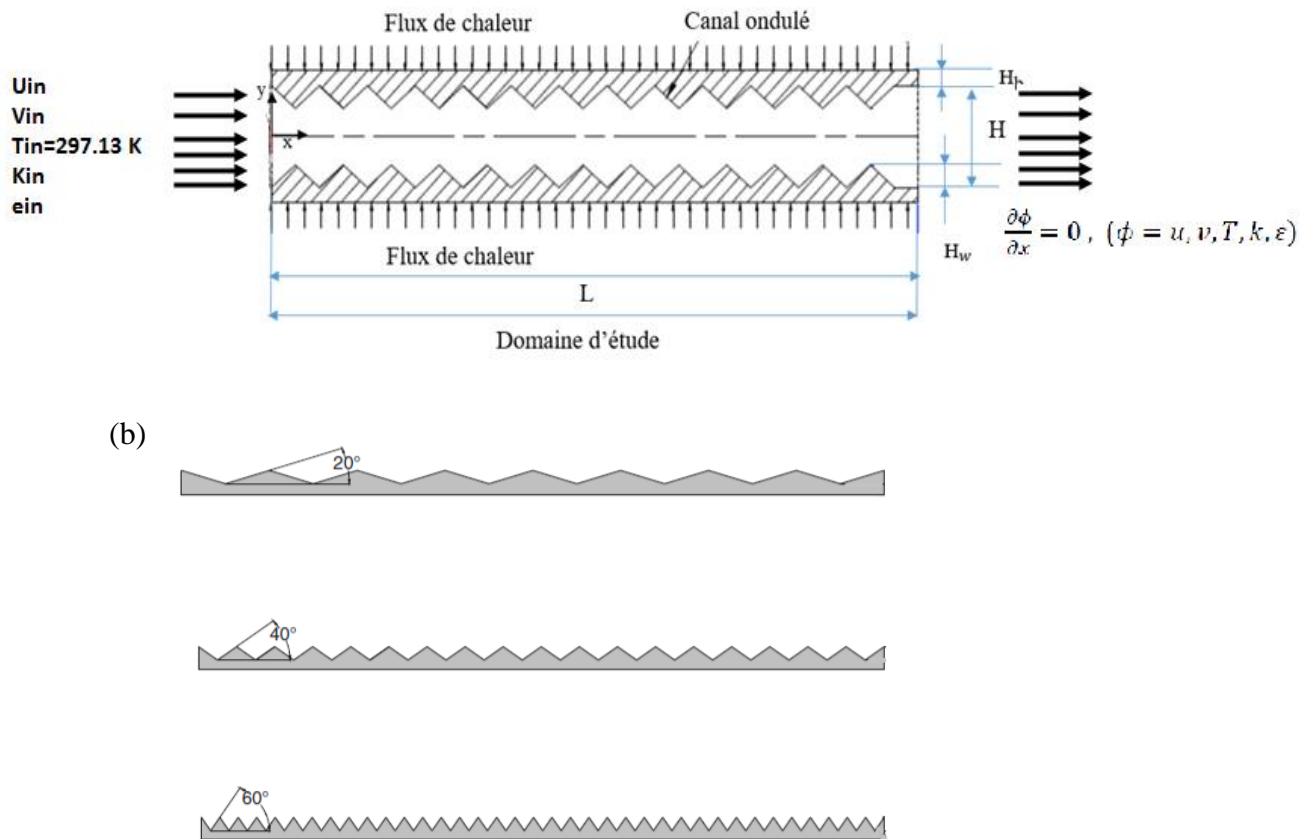 Flux de chaleur
Canal ondulé
Uin
Vin
Tin=297.13 K
Kin
ein
y
x
H
∂ϕ/∂x = 0 , (ϕ = u, v, T, k, ε)
Flux de chaleur
H_w
L
Domaine d'étude
(b)
20°
40°
60°